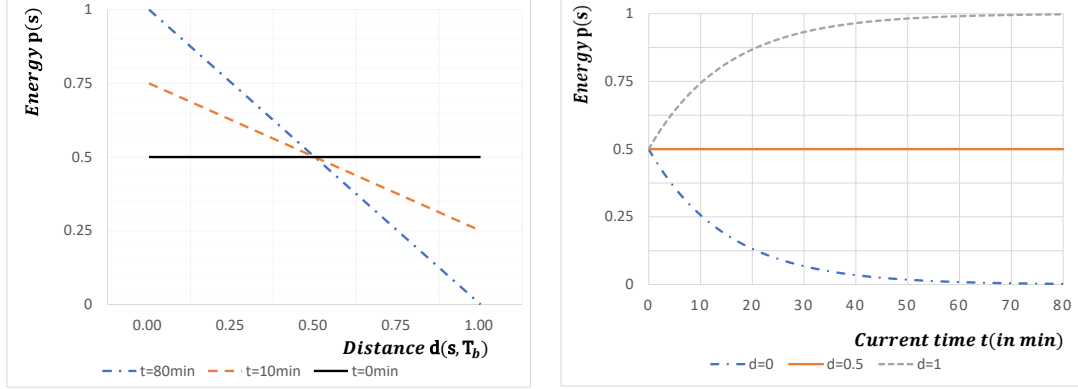 Energy p(s)
1
0.75
0.5
0.25
0
0.00 0.25 0.50 0.75 1.00
Distance d(s, T_b)
t=80min t=10min t=0min
Energy p(s)
1
0.75
0.5
0.25
0
0 10 20 30 40 50 60 70 80
Current time t(in min)
d=0 d=0.5 d=1